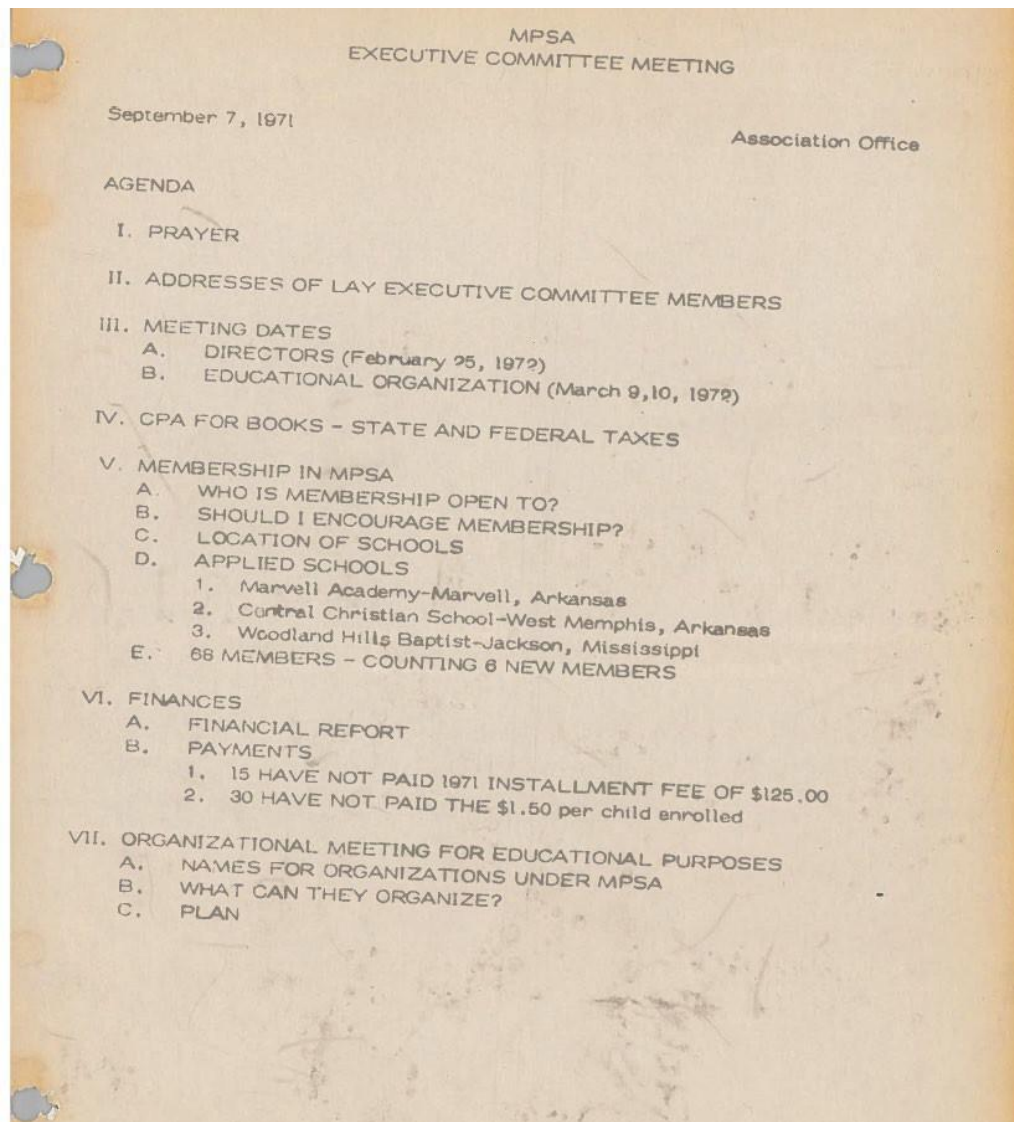 MPSA
EXECUTIVE COMMITTEE MEETING
September 7, 1971
Association Office
AGENDA
I. PRAYER
II. ADDRESSES OF LAY EXECUTIVE COMMITTEE MEMBERS
III. MEETING DATES
A. DIRECTORS (February 25, 1972)
B. EDUCATIONAL ORGANIZATION (March 9,10, 1972)
IV. CPA FOR BOOKS - STATE AND FEDERAL TAXES
V. MEMBERSHIP IN MPSA
A. WHO IS MEMBERSHIP OPEN TO?
B. SHOULD I ENCOURAGE MEMBERSHIP?
C. LOCATION OF SCHOOLS
D. APPLIED SCHOOLS
1. Marvell Academy-Marvell, Arkansas
2. Central Christian School-West Memphis, Arkansas
3. Woodland Hills Baptist-Jackson, Mississippi
E. 68 MEMBERS - COUNTING 6 NEW MEMBERS
VI. FINANCES
A. FINANCIAL REPORT
B. PAYMENTS
1. 15 HAVE NOT PAID 1971 INSTALLMENT FEE OF $125.00
2. 30 HAVE NOT PAID THE $1.50 per child enrolled
VII. ORGANIZATIONAL MEETING FOR EDUCATIONAL PURPOSES
A. NAMES FOR ORGANIZATIONS UNDER MPSA
B. WHAT CAN THEY ORGANIZE?
C. PLAN